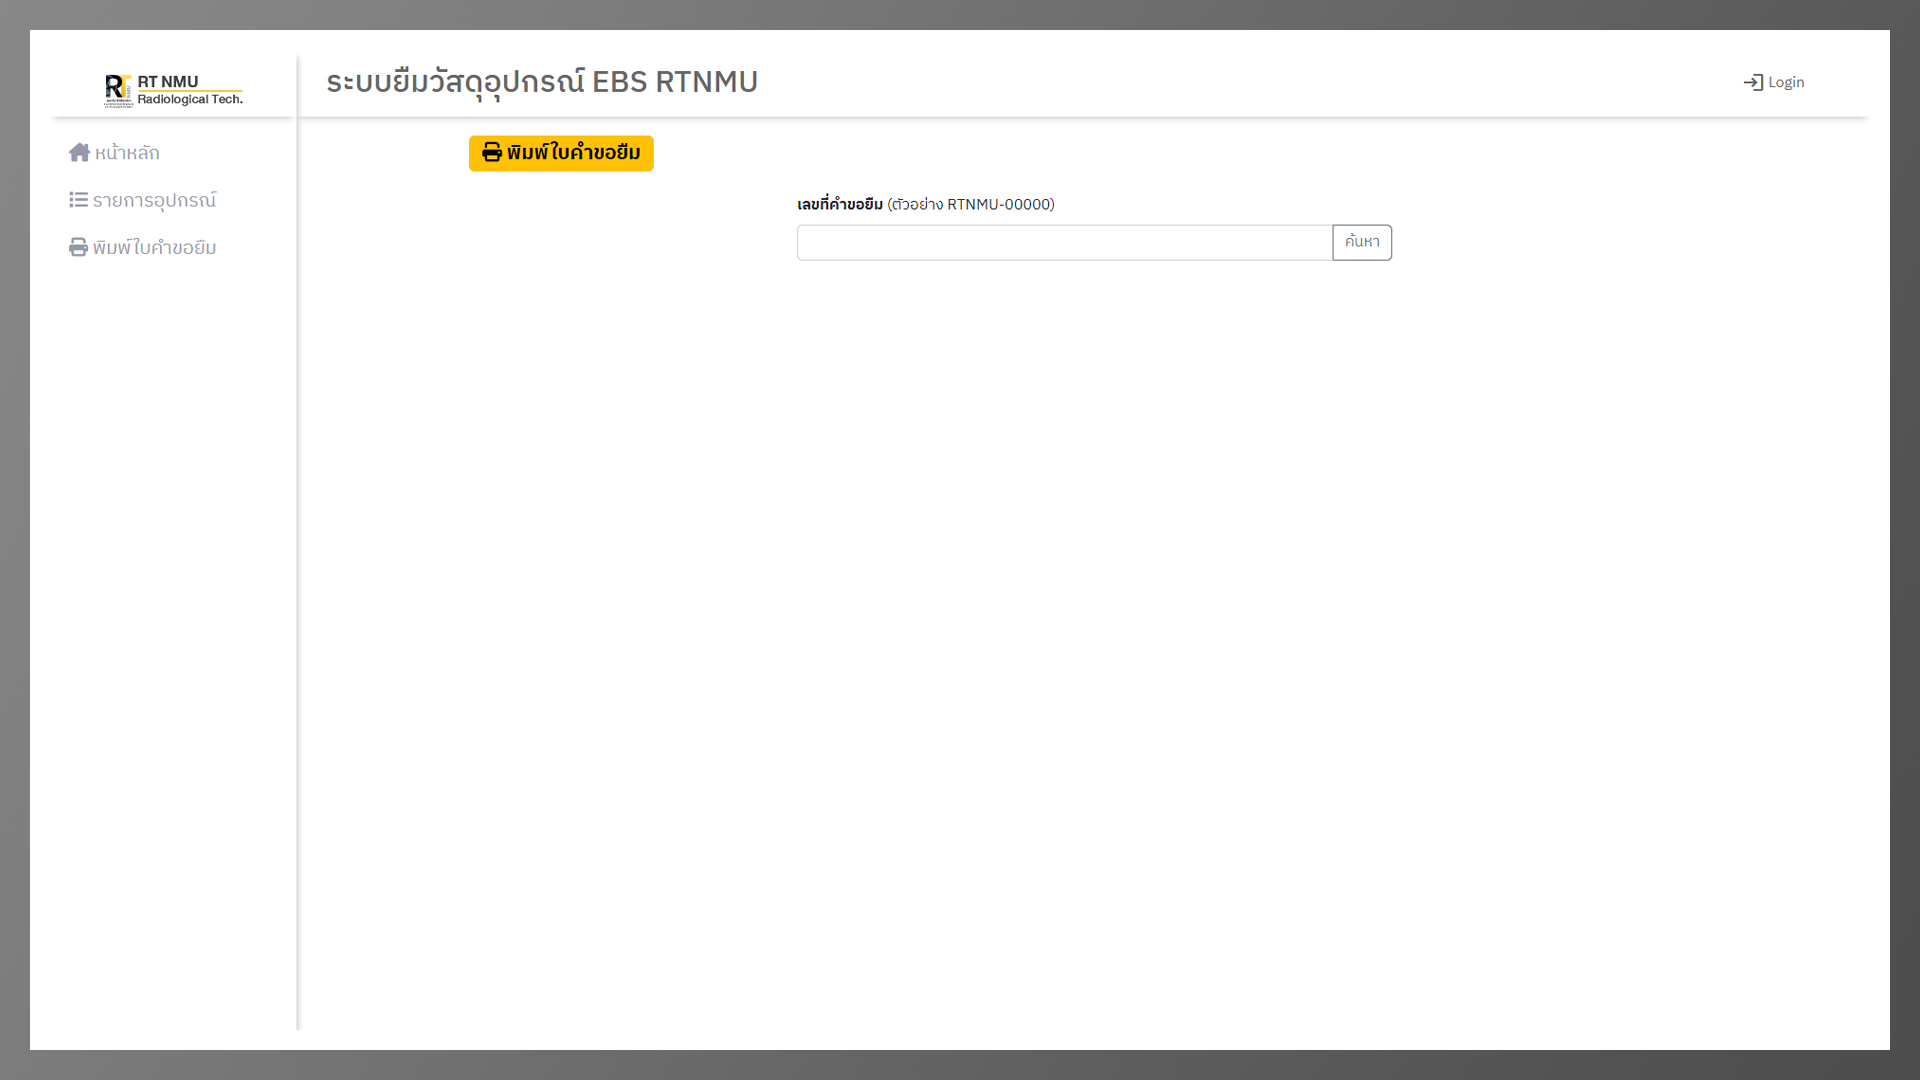 RT NMU
Radiological Tech.
ระบบยืมวัสดุอุปกรณ์ EBS RTNMU
Login
หน้าหลัก
รายการอุปกรณ์
พิมพ์ใบคำขอยืม
พิมพ์ใบคำขอยืม
เลขที่คำขอยืม (ตัวอย่าง RTNMU-00000)
ค้นหา